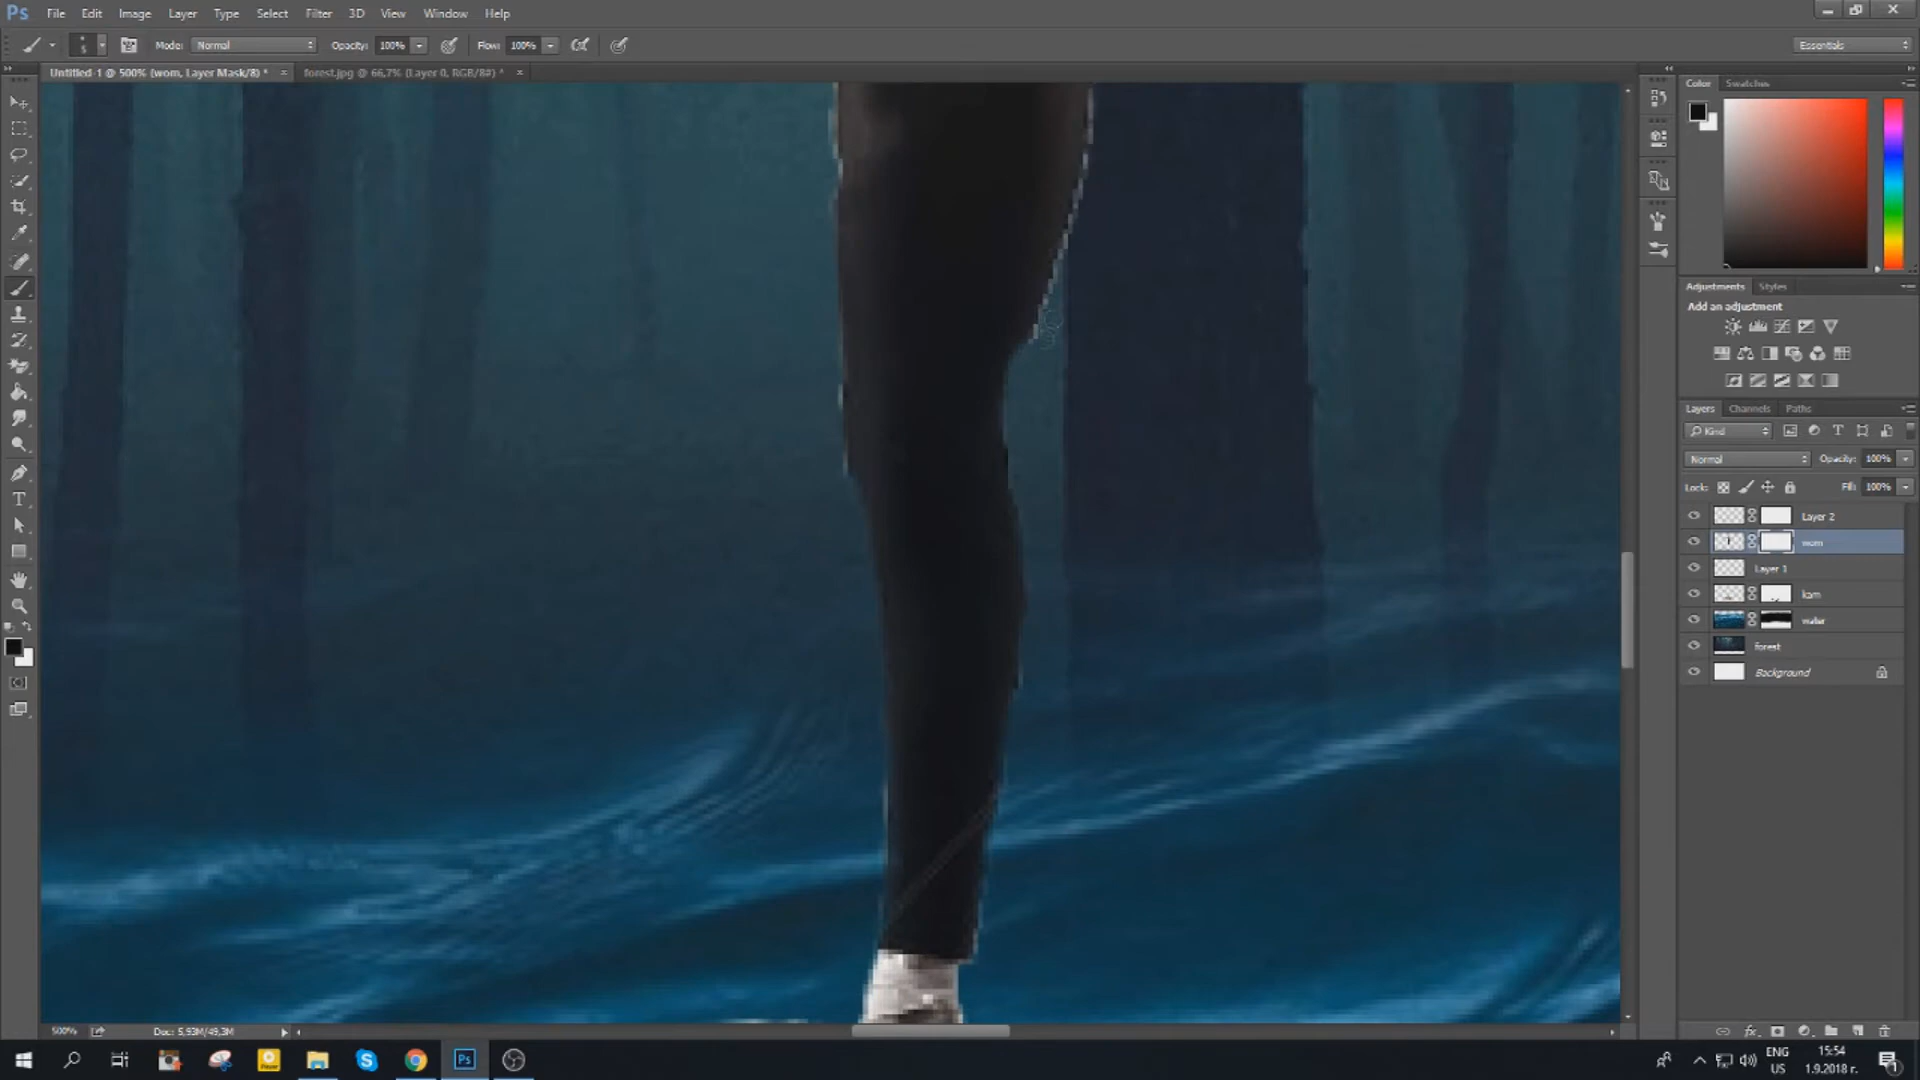 Ps File Edit Image Layer Type Select Filter 3D View Window Help
5 Mode: Normal Opacity: 100% Flow: 100% Essentials
Untitled-1 @ 500% (wom, Layer Mask/8) * × forest.jpg @ 66,7% (Layer 0, RGB/8#) * ×
Color Swatches
Adjustments Styles
Add an adjustment
Layers Channels Paths
Kind
Normal Opacity: 100%
Lock: Fill: 100%
Layer 2
wom
Layer 1
kam
water
forest
Background
500% Doc: 5,93M/49,3M
ENG 15:54
US 1.9.2018 г.